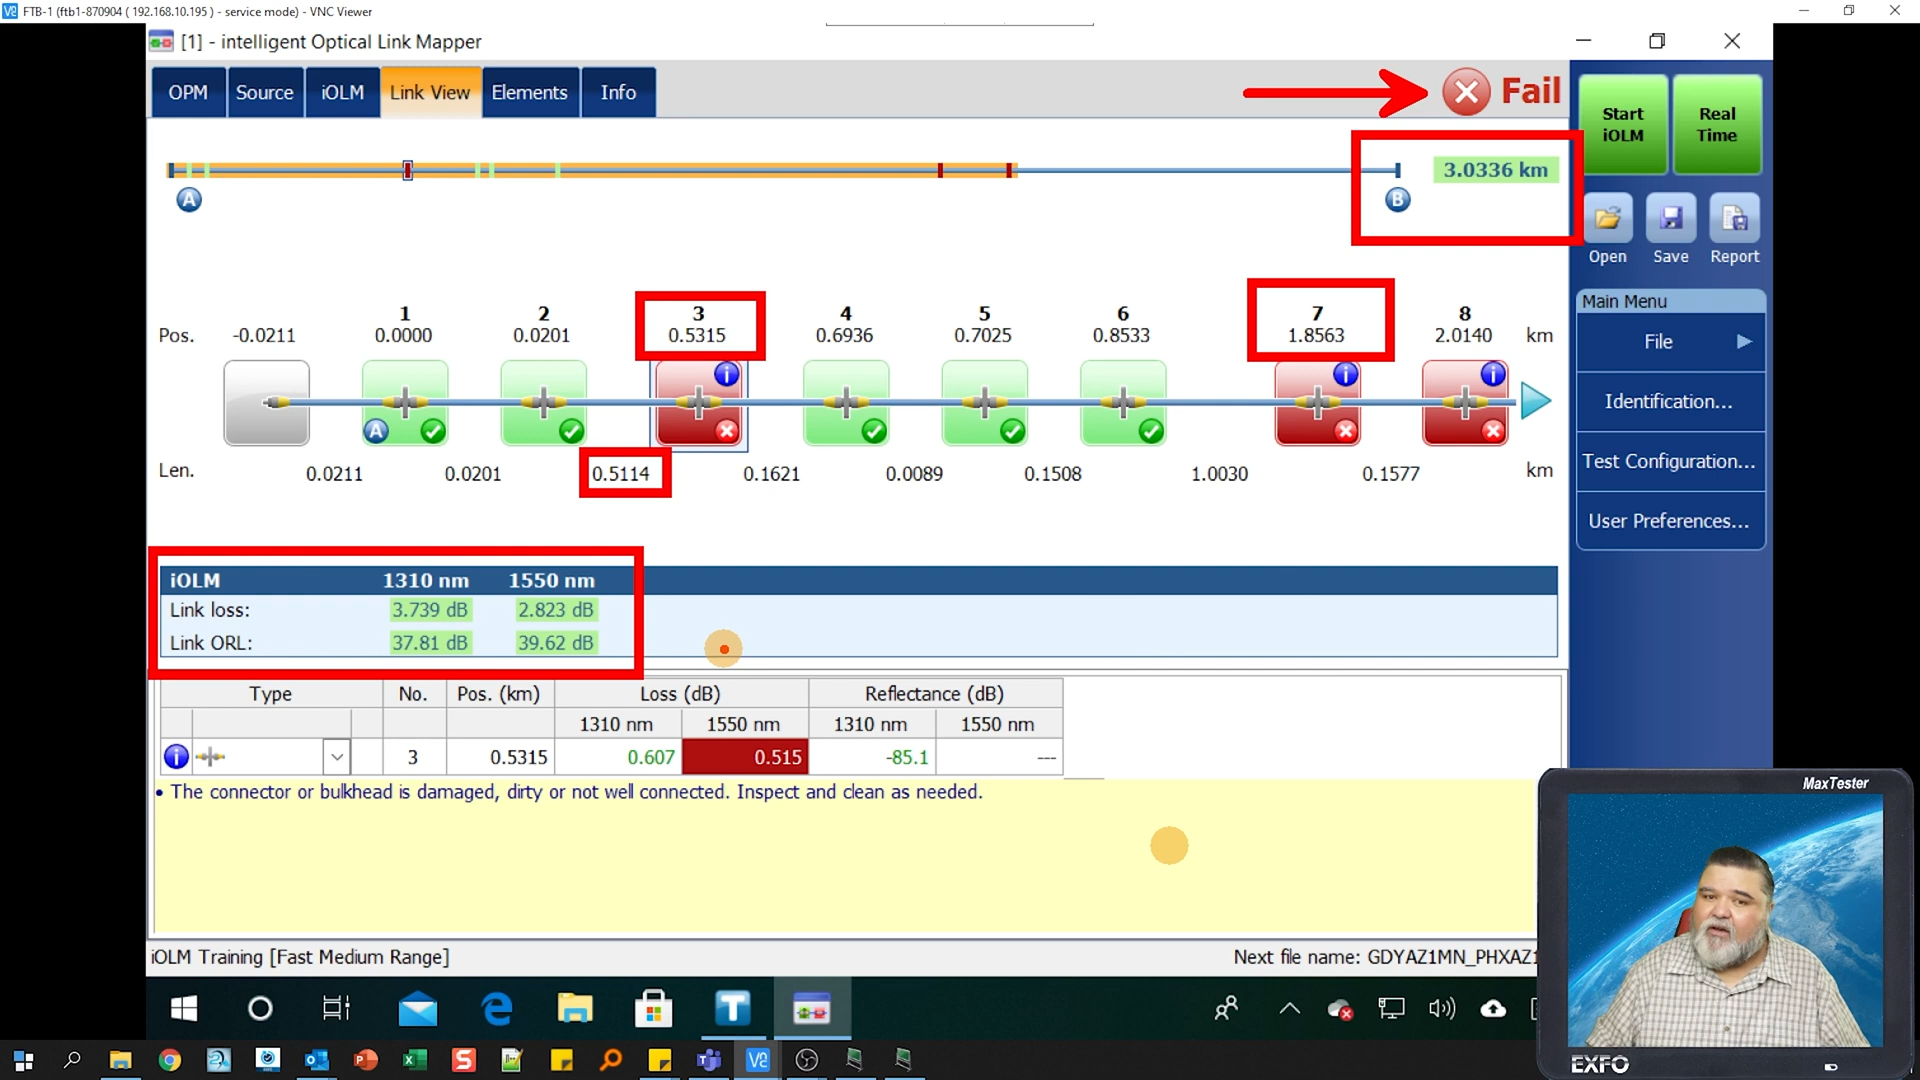 FTB-1 (ftb1-870904 ( 192.168.10.195 ) - service mode) - VNC Viewer
[1] - intelligent Optical Link Mapper
OPM Source iOLM Link View Elements Info
Fail
Start iOLM
Real Time
3.0336 km
A B
Open Save Report
Main Menu
File
Identification...
Test Configuration...
User Preferences...
1 2 3 4 5 6 7 8
Pos. -0.0211 0.0000 0.0201 0.5315 0.6936 0.7025 0.8533 1.8563 2.0140 km
A
Len. 0.0211 0.0201 0.5114 0.1621 0.0089 0.1508 1.0030 0.1577 km
iOLM 1310 nm 1550 nm
Link loss: 3.739 dB 2.823 dB
Link ORL: 37.81 dB 39.62 dB
Type No. Pos. (km) Loss (dB) Reflectance (dB)
1310 nm 1550 nm 1310 nm 1550 nm
3 0.5315 0.607 0.515 -85.1 ---
• The connector or bulkhead is damaged, dirty or not well connected. Inspect and clean as needed.
iOLM Training [Fast Medium Range]
Next file name: GDYAZ1MN_PHXAZ1
MaxTester
EXFO